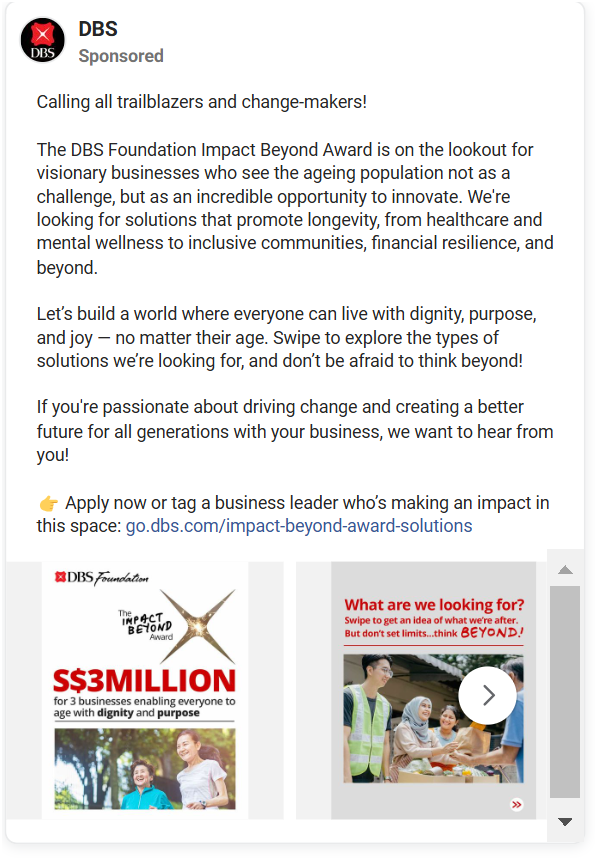 DBS
DBS
Sponsored
Calling all trailblazers and change-makers!
The DBS Foundation Impact Beyond Award is on the lookout for
visionary businesses who see the ageing population not as a
challenge, but as an incredible opportunity to innovate. We're
looking for solutions that promote longevity, from healthcare and
mental wellness to inclusive communities, financial resilience, and
beyond.
Let’s build a world where everyone can live with dignity, purpose,
and joy — no matter their age. Swipe to explore the types of
solutions we’re looking for, and don’t be afraid to think beyond!
If you're passionate about driving change and creating a better
future for all generations with your business, we want to hear from
you!
👉 Apply now or tag a business leader who’s making an impact in
this space: go.dbs.com/impact-beyond-award-solutions
DBS Foundation
The
IMPACT
BEYOND
Award
S$3MILLION
for 3 businesses enabling everyone to
age with dignity and purpose
What are we looking for?
Swipe to get an idea of what we’re after.
But don’t set limits...think BEYOND!